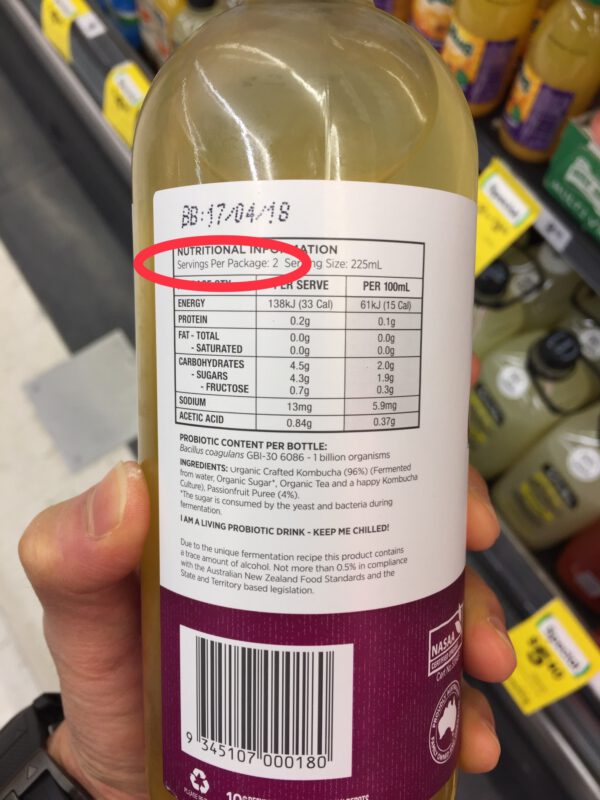 BB:17/04/18
NUTRITIONAL INFORMATION
Servings Per Package: 2 Serving Size: 225mL
PER SERVE PER 100mL
ENERGY 138kJ (33 Cal) 61kJ (15 Cal)
PROTEIN 0.2g 0.1g
FAT - TOTAL 0.0g 0.0g
- SATURATED 0.0g 0.0g
CARBOHYDRATES 4.5g 2.0g
- SUGARS 4.3g 1.9g
- FRUCTOSE 0.7g 0.3g
SODIUM 13mg 5.9mg
ACETIC ACID 0.84g 0.37g
PROBIOTIC CONTENT PER BOTTLE:
Bacillus coagulans GBI-30 6086 - 1 billion organisms
INGREDIENTS: Organic Crafted Kombucha (96%) (Fermented
from water, Organic Sugar*, Organic Tea and a happy Kombucha
Culture), Passionfruit Puree (4%).
*The sugar is consumed by the yeast and bacteria during
fermentation.
I AM A LIVING PROBIOTIC DRINK - KEEP ME CHILLED!
Due to the unique fermentation recipe this product contains
a trace amount of alcohol. Not more than 0.5% in compliance
with the Australian New Zealand Food Standards and the
State and Territory based legislation.
NASAA
CERTIFIED ORGANIC
9 345107 000180
Special
Special